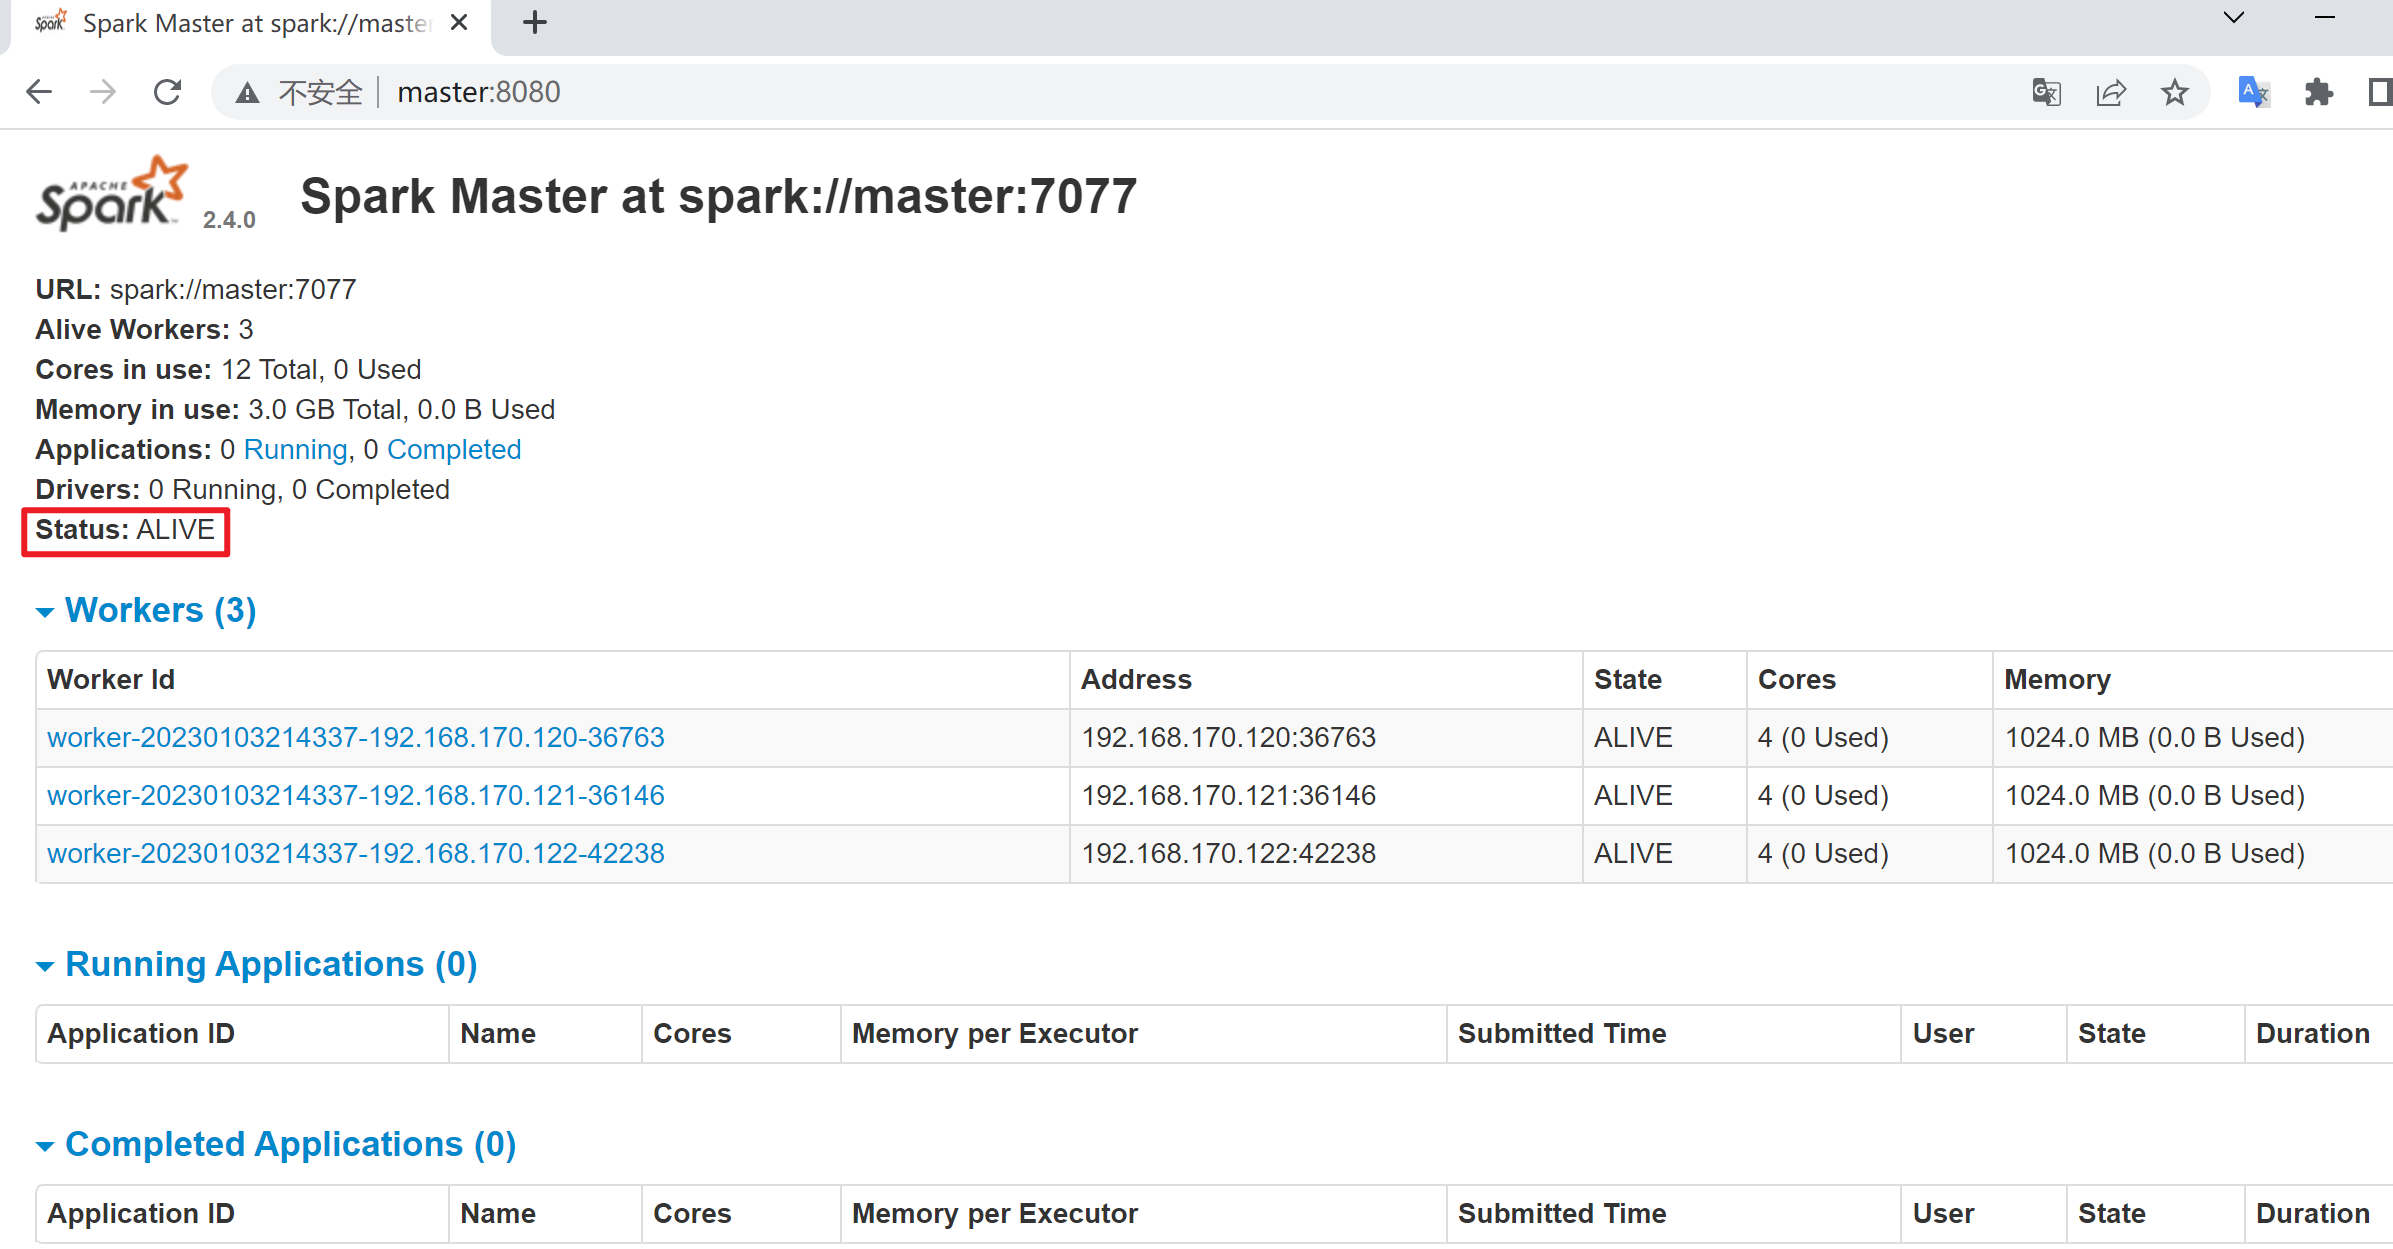 Spark Master at spark://master
不安全 master:8080
APACHE Spark 2.4.0 Spark Master at spark://master:7077
URL: spark://master:7077
Alive Workers: 3
Cores in use: 12 Total, 0 Used
Memory in use: 3.0 GB Total, 0.0 B Used
Applications: 0 Running, 0 Completed
Drivers: 0 Running, 0 Completed
Status: ALIVE
Workers (3)
Worker Id Address State Cores Memory
worker-20230103214337-192.168.170.120-36763 192.168.170.120:36763 ALIVE 4 (0 Used) 1024.0 MB (0.0 B Used)
worker-20230103214337-192.168.170.121-36146 192.168.170.121:36146 ALIVE 4 (0 Used) 1024.0 MB (0.0 B Used)
worker-20230103214337-192.168.170.122-42238 192.168.170.122:42238 ALIVE 4 (0 Used) 1024.0 MB (0.0 B Used)
Running Applications (0)
Application ID Name Cores Memory per Executor Submitted Time User State Duration
Completed Applications (0)
Application ID Name Cores Memory per Executor Submitted Time User State Duration